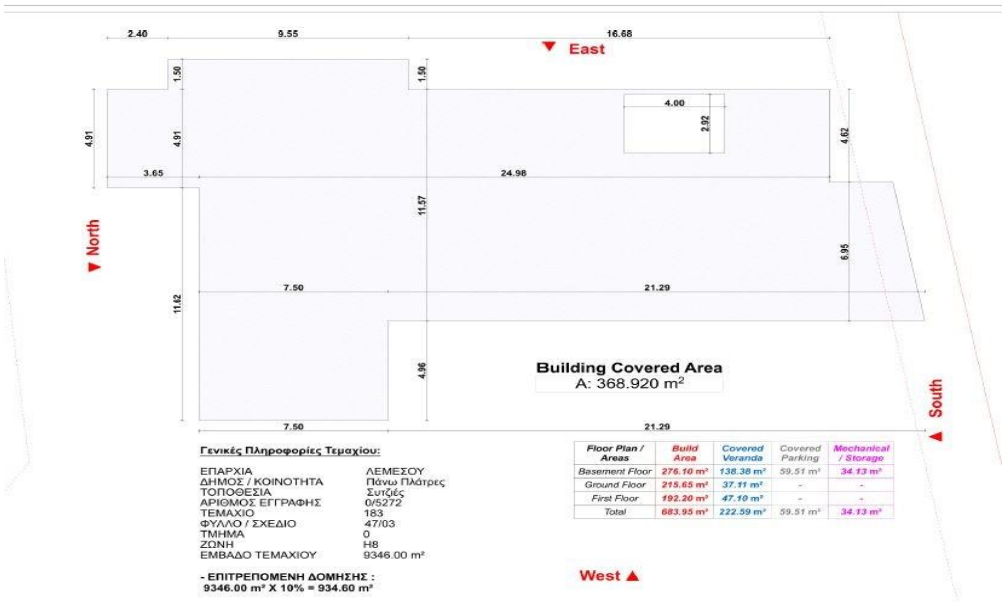 2.40 9.55 16.68
East
1.50 1.50
4.00
2.92
4.91 4.91 4.62
3.65 24.98
11.57
North
6.95
7.50 21.29
11.62
4.96
Building Covered Area
A: 368.920 m²
South
7.50 21.29
Γενικές Πληροφορίες Τεμαχίου:
ΕΠΑΡΧΙΑ ΛΕΜΕΣΟΥ
ΔΗΜΟΣ / ΚΟΙΝΟΤΗΤΑ Πάνω Πλάτρες
ΤΟΠΟΘΕΣΙΑ Συτζιές
ΑΡΙΘΜΟΣ ΕΓΓΡΑΦΗΣ 0/5272
ΤΕΜΑΧΙΟ 183
ΦΥΛΛΟ / ΣΧΕΔΙΟ 47/03
ΤΜΗΜΑ 0
ΖΩΝΗ Η8
ΕΜΒΑΔΟ ΤΕΜΑΧΙΟΥ 9346.00 m²
- ΕΠΙΤΡΕΠΟΜΕΝΗ ΔΟΜΗΣΗΣ :
9346.00 m² X 10% = 934.60 m²
Floor Plan / Build Covered Covered Mechanical
Areas Area Veranda Parking / Storage
Basement Floor 276.10 m² 138.38 m² 59.51 m² 34.13 m²
Ground Floor 215.65 m² 37.11 m² - -
First Floor 192.20 m² 47.10 m² - -
Total 683.95 m² 222.59 m² 59.51 m² 34.13 m²
West